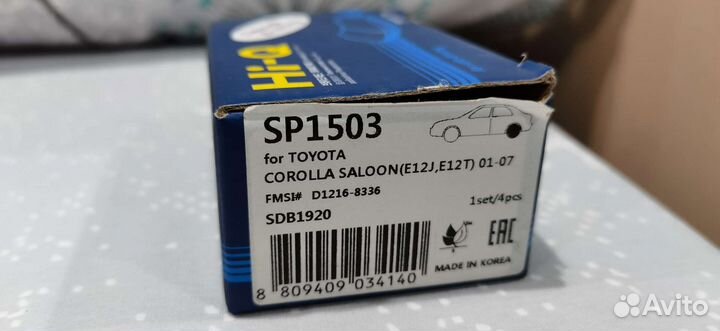 Hi-Q
SP1503
for TOYOTA
COROLLA SALOON(E12J,E12T) 01-07
FMSI# D1216-8336
1set/4pcs
SDB1920
EAC
MADE IN KOREA
8 809409 034140
Avito